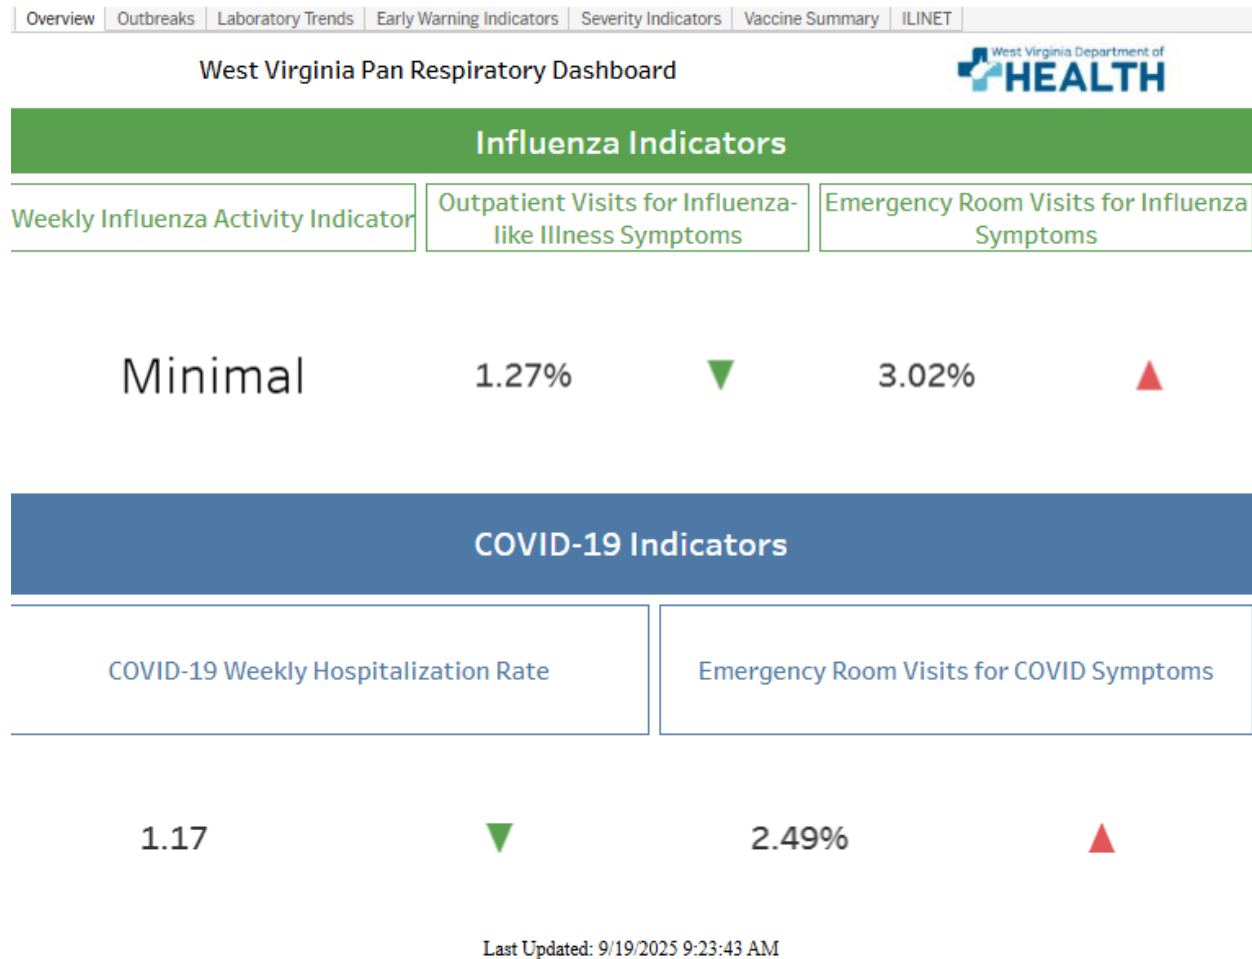 Overview Outbreaks Laboratory Trends Early Warning Indicators Severity Indicators Vaccine Summary ILINET
West Virginia Pan Respiratory Dashboard
West Virginia Department of
HEALTH
Influenza Indicators
Weekly Influenza Activity Indicator
Outpatient Visits for Influenza-
like Illness Symptoms
Emergency Room Visits for Influenza
Symptoms
Minimal
1.27% ▼
3.02% ▲
COVID-19 Indicators
COVID-19 Weekly Hospitalization Rate
Emergency Room Visits for COVID Symptoms
1.17 ▼
2.49% ▲
Last Updated: 9/19/2025 9:23:43 AM